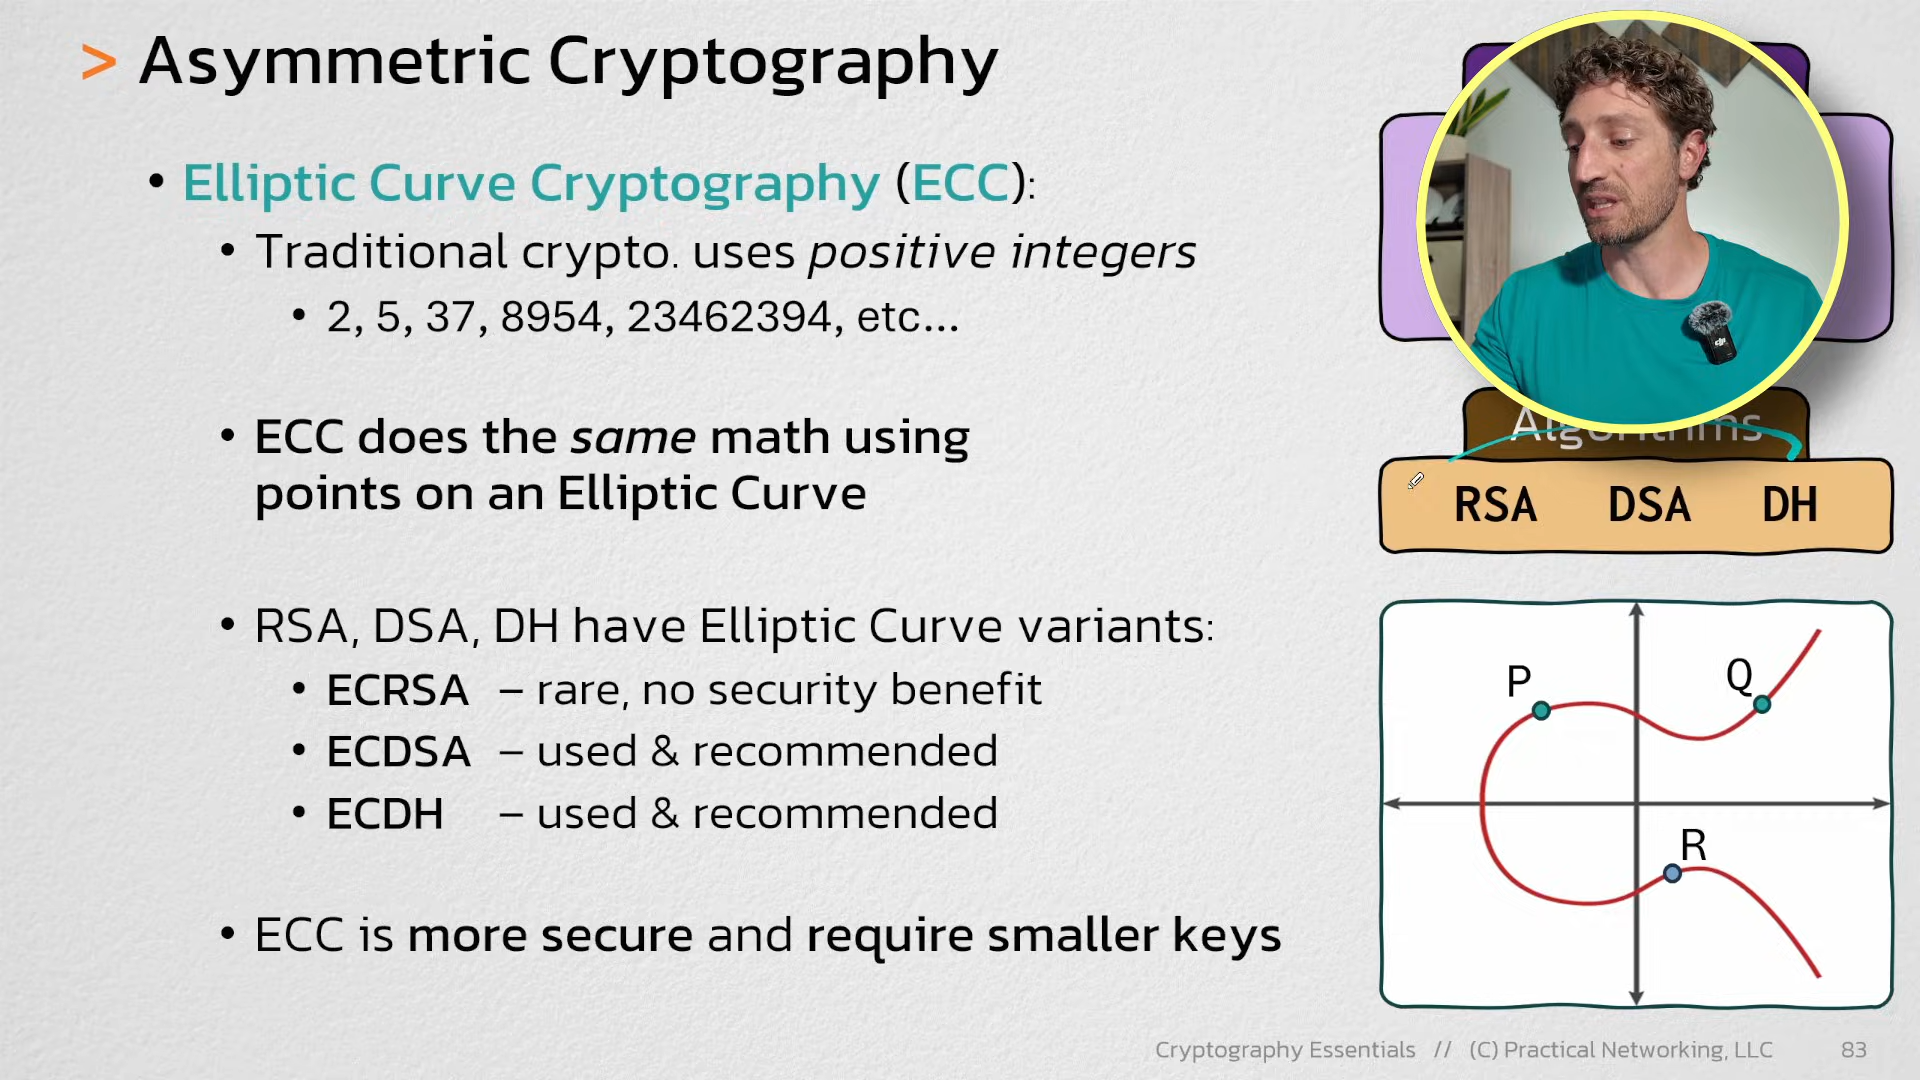 > Asymmetric Cryptography
• Elliptic Curve Cryptography (ECC):
• Traditional crypto. uses positive integers
• 2, 5, 37, 8954, 23462394, etc...
• ECC does the same math using
points on an Elliptic Curve
• RSA, DSA, DH have Elliptic Curve variants:
• ECRSA – rare, no security benefit
• ECDSA – used & recommended
• ECDH – used & recommended
• ECC is more secure and require smaller keys
Algorithms
RSA DSA DH
P
Q
R
Cryptography Essentials // (C) Practical Networking, LLC 83